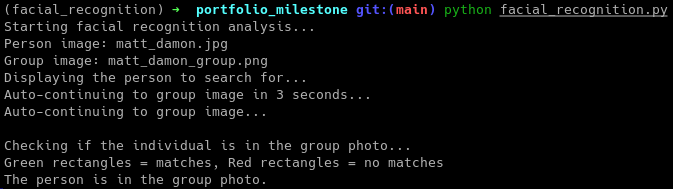 (facial_recognition) → portfolio_milestone git:(main) python facial_recognition.py
Starting facial recognition analysis...
Person image: matt_damon.jpg
Group image: matt_damon_group.png
Displaying the person to search for...
Auto-continuing to group image in 3 seconds...
Auto-continuing to group image...

Checking if the individual is in the group photo...
Green rectangles = matches, Red rectangles = no matches
The person is in the group photo.